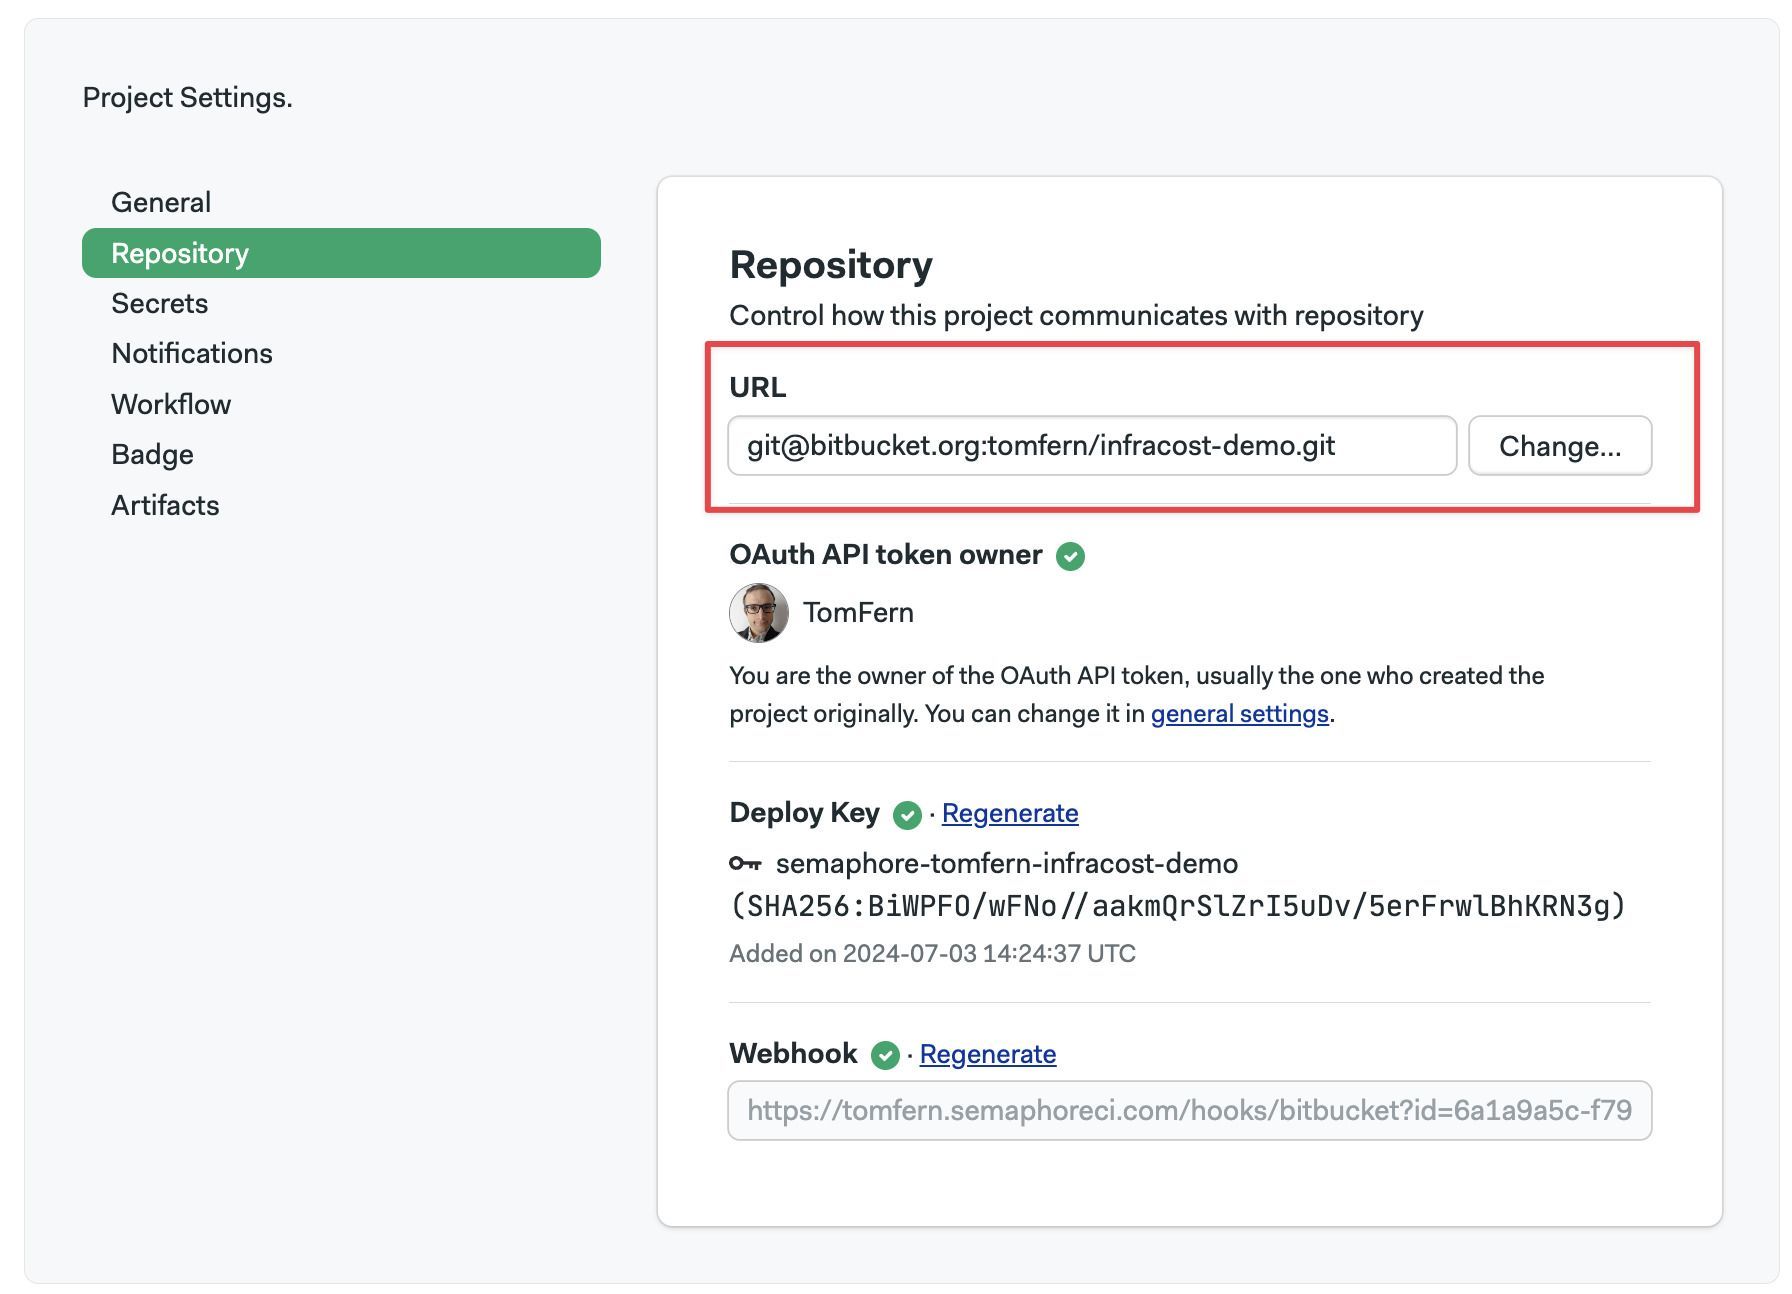 Project Settings.
General
Repository
Secrets
Notifications
Workflow
Badge
Artifacts
Repository
Control how this project communicates with repository
URL
git@bitbucket.org:tomfern/infracost-demo.git
Change...
OAuth API token owner
TomFern
You are the owner of the OAuth API token, usually the one who created the
project originally. You can change it in general settings.
Deploy Key · Regenerate
semaphore-tomfern-infracost-demo
(SHA256:BiWPFO/wFNo//aakmQrSlZrI5uDv/5erFrwlBhKRN3g)
Added on 2024-07-03 14:24:37 UTC
Webhook · Regenerate
https://tomfern.semaphoreci.com/hooks/bitbucket?id=6a1a9a5c-f79